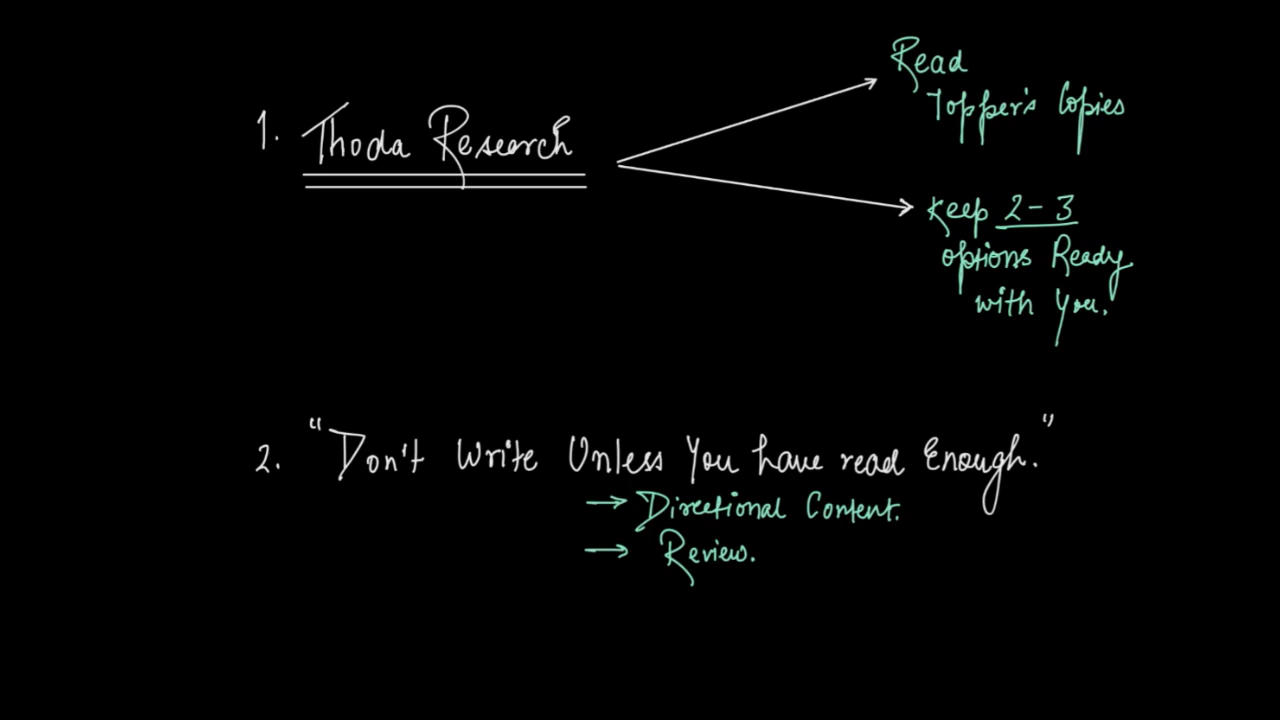 1. Thoda Research
Read
Topper's Copies
Keep 2-3
options Ready
with You.
2. "Don't Write Unless You have read Enough."
→ Directional Content.
→ Review.